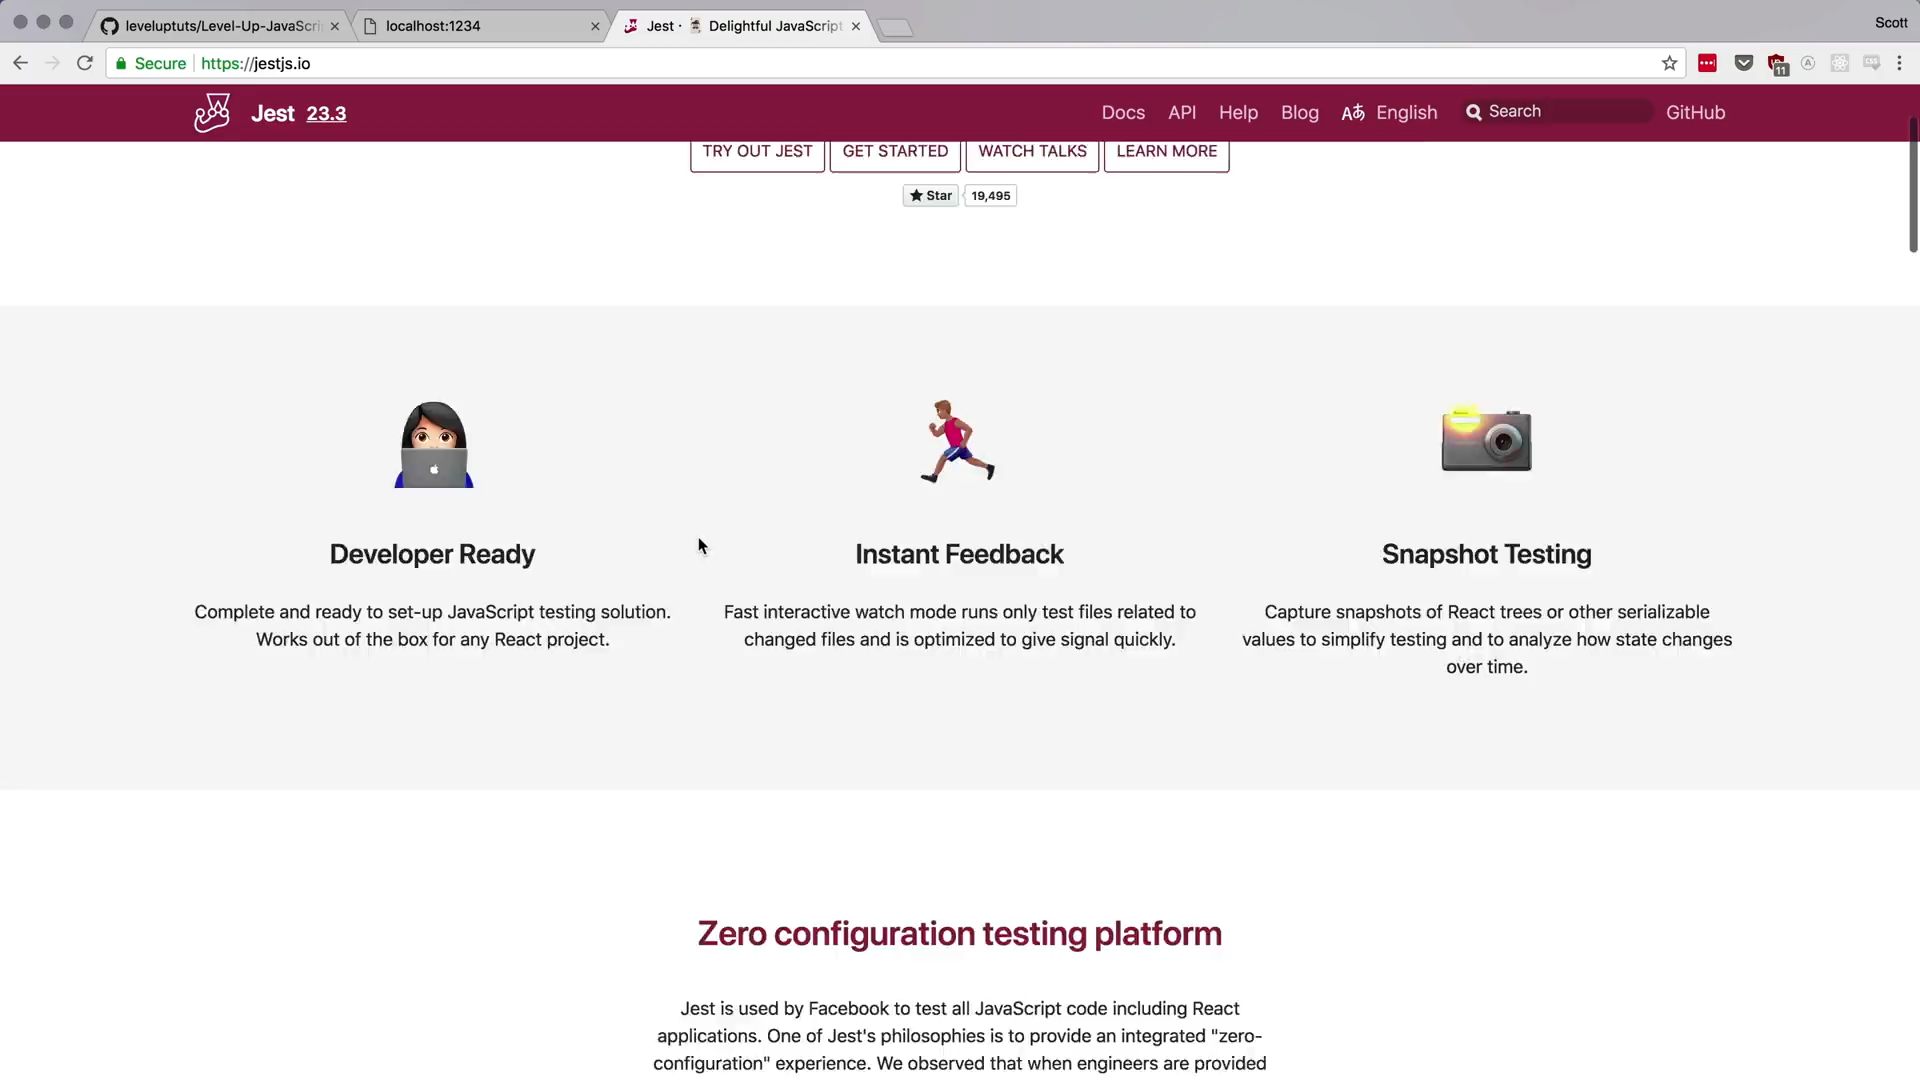 leveluptuts/Level-Up-JavaScri
localhost:1234
Jest · Delightful JavaScript
Scott
Secure https://jestjs.io
11
Jest 23.3
Docs API Help Blog Aあ English Search GitHub
TRY OUT JEST GET STARTED WATCH TALKS LEARN MORE
Star 19,495
Developer Ready
Complete and ready to set-up JavaScript testing solution.
Works out of the box for any React project.
Instant Feedback
Fast interactive watch mode runs only test files related to
changed files and is optimized to give signal quickly.
Snapshot Testing
Capture snapshots of React trees or other serializable
values to simplify testing and to analyze how state changes
over time.
Zero configuration testing platform
Jest is used by Facebook to test all JavaScript code including React
applications. One of Jest's philosophies is to provide an integrated "zero-
configuration" experience. We observed that when engineers are provided